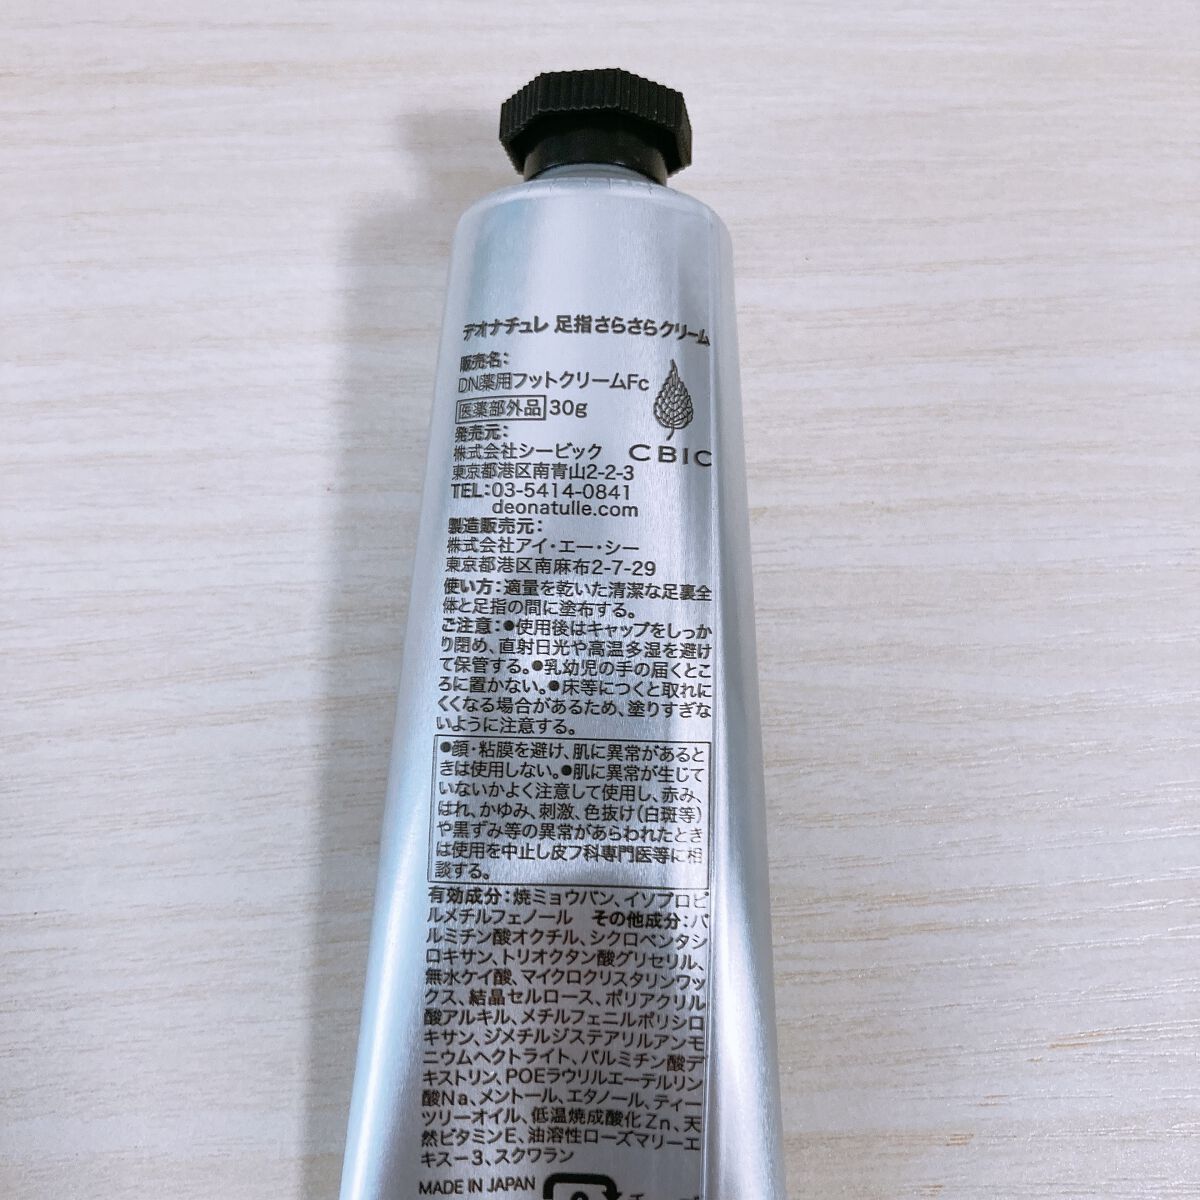 デオナチュレ 足指さらさらクリーム
販売名:
DN薬用フットクリームFc
医薬部外品 30g
発売元:
株式会社シービック CBIC
東京都港区南青山2-2-3
TEL:03-5414-0841
deonatulle.com
製造販売元:
株式会社アイ・エー・シー
東京都港区南麻布2-7-29
使い方:適量を乾いた清潔な足裏全
体と足指の間に塗布する。
ご注意:●使用後はキャップをしっか
り閉め、直射日光や高温多湿を避け
て保管する。●乳幼児の手の届くとこ
ろに置かない。●床等につくと取れに
くくなる場合があるため、塗りすぎな
いように注意する。
●顔・粘膜を避け、肌に異常があると
きは使用しない。●肌に異常が生じて
いないかよく注意して使用し、赤み、
はれ、かゆみ、刺激、色抜け(白斑等)
や黒ずみ等の異常があらわれたとき
は使用を中止し皮フ科専門医等に相
談する。
有効成分:焼ミョウバン、イソプロピ
ルメチルフェノール その他成分:パ
ルミチン酸オクチル、シクロペンタシ
ロキサン、トリオクタン酸グリセリル、
無水ケイ酸、マイクロクリスタリンワッ
クス、結晶セルロース、ポリアクリル
酸アルキル、メチルフェニルポリシロ
キサン、ジメチルジステアリルアンモ
ニウムヘクトライト、パルミチン酸デ
キストリン、POEラウリルエーテルリン
酸Na、メントール、エタノール、ティー
ツリーオイル、低温焼成酸化Zn、天
然ビタミンE、油溶性ローズマリーエ
キス-3、スクワラン
MADE IN JAPAN